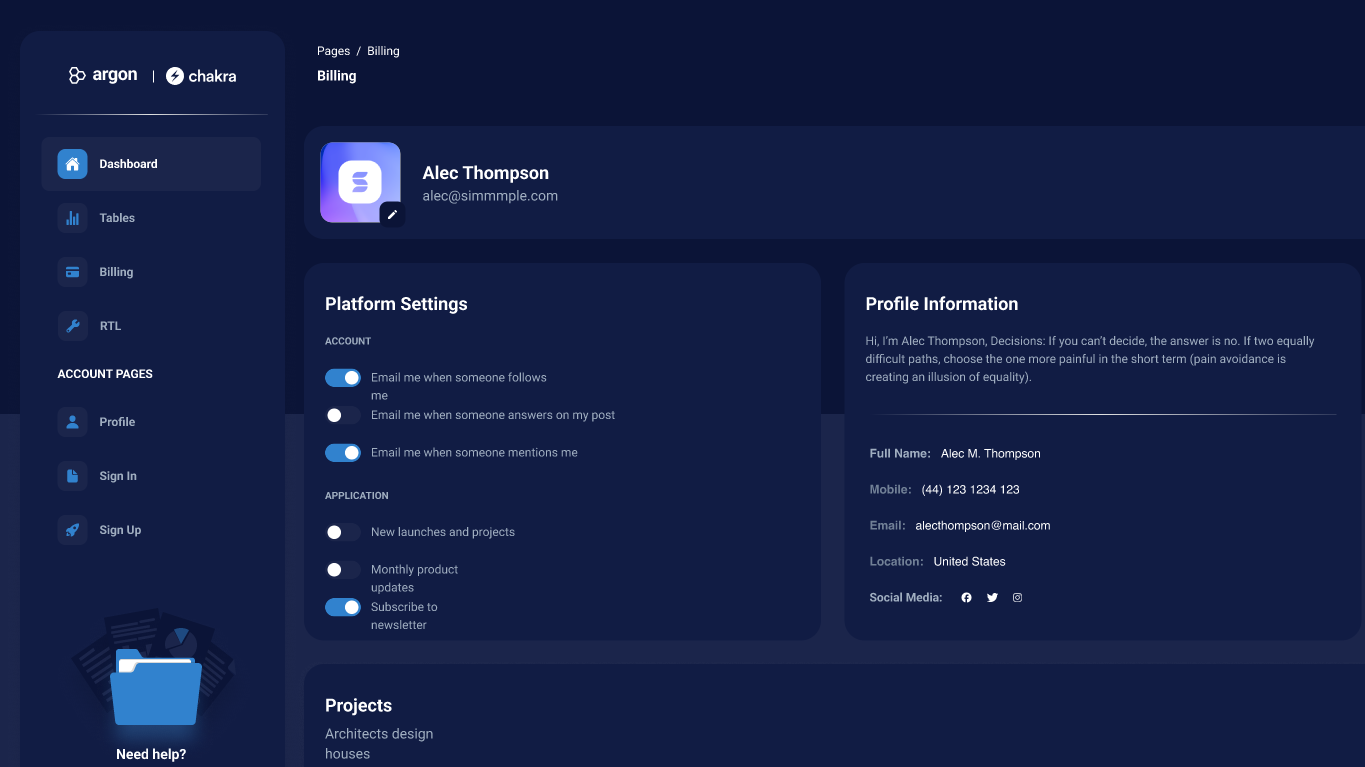 argon | chakra
Dashboard
Tables
Billing
RTL
ACCOUNT PAGES
Profile
Sign In
Sign Up
Need help?
Pages / Billing
Billing
Alec Thompson
alec@simmmple.com
Platform Settings
ACCOUNT
Email me when someone follows
me
Email me when someone answers on my post
Email me when someone mentions me
APPLICATION
New launches and projects
Monthly product
updates
Subscribe to
newsletter
Profile Information
Hi, I’m Alec Thompson, Decisions: If you can’t decide, the answer is no. If two equally
difficult paths, choose the one more painful in the short term (pain avoidance is
creating an illusion of equality).
Full Name: Alec M. Thompson
Mobile: (44) 123 1234 123
Email: alecthompson@mail.com
Location: United States
Social Media:
Projects
Architects design
houses